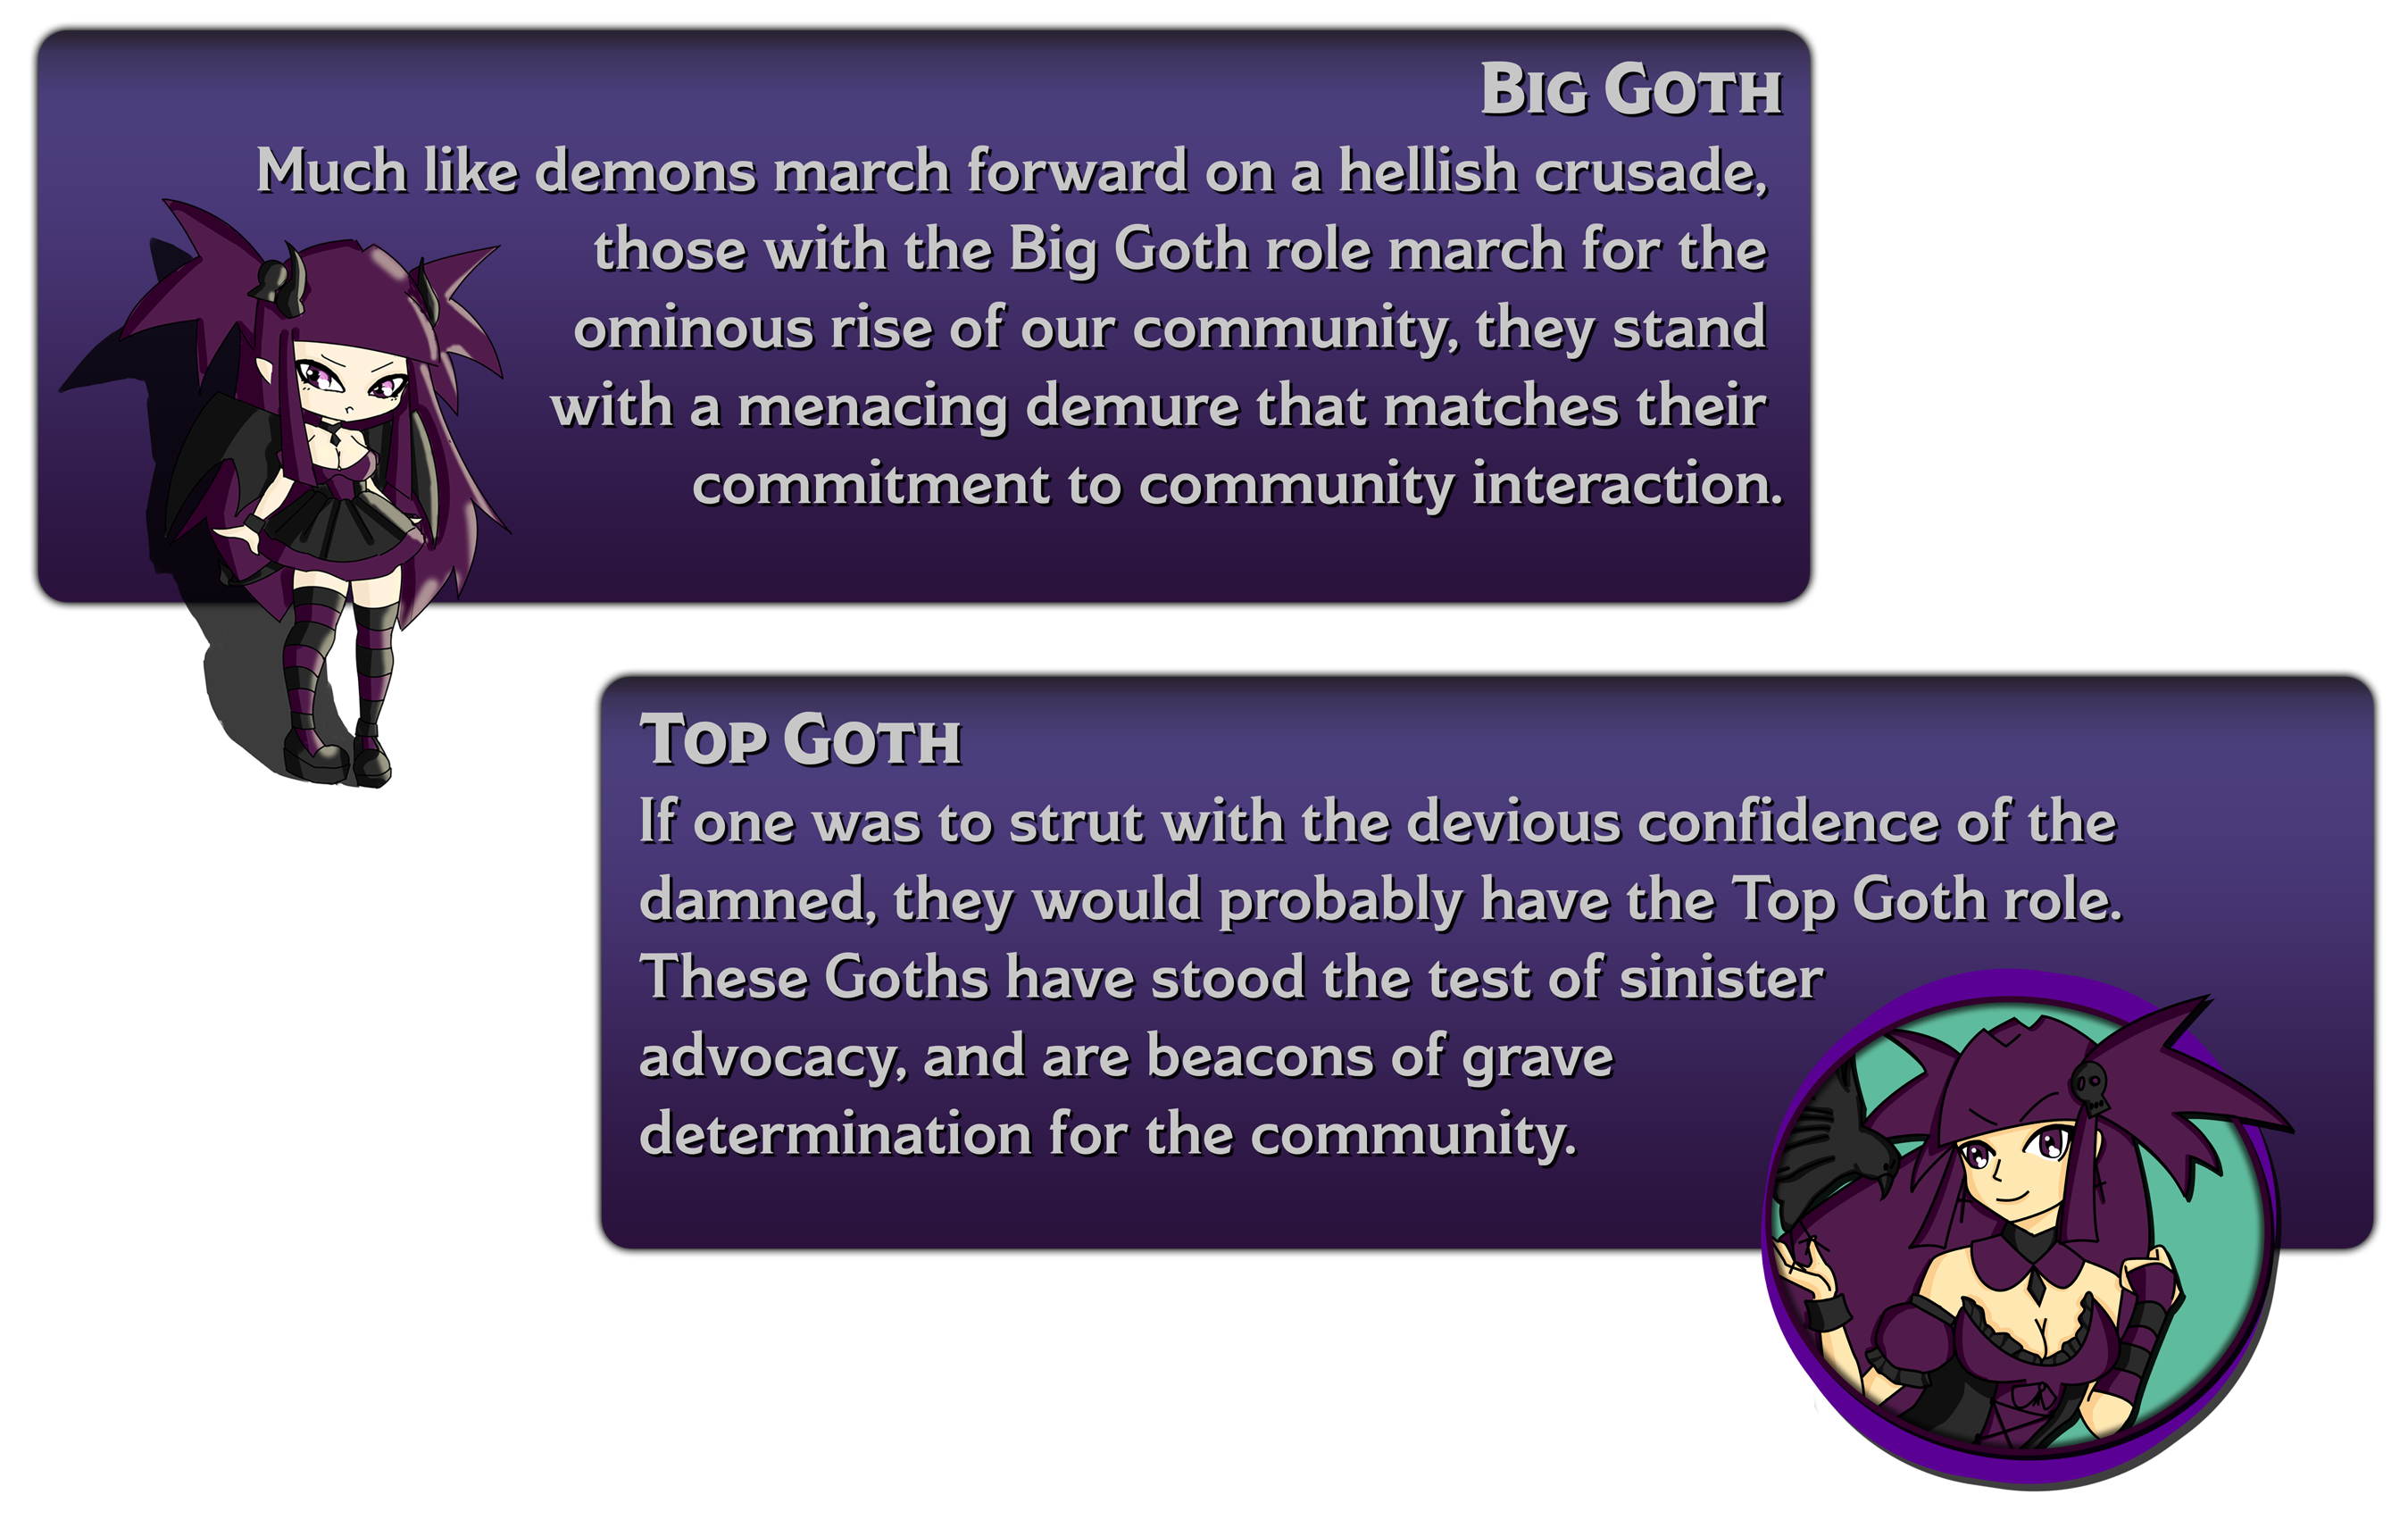 Big Goth
Much like demons march forward on a hellish crusade,
those with the Big Goth role march for the
ominous rise of our community, they stand
with a menacing demure that matches their
commitment to community interaction.
Top Goth
If one was to strut with the devious confidence of the
damned, they would probably have the Top Goth role.
These Goths have stood the test of sinister
advocacy, and are beacons of grave
determination for the community.